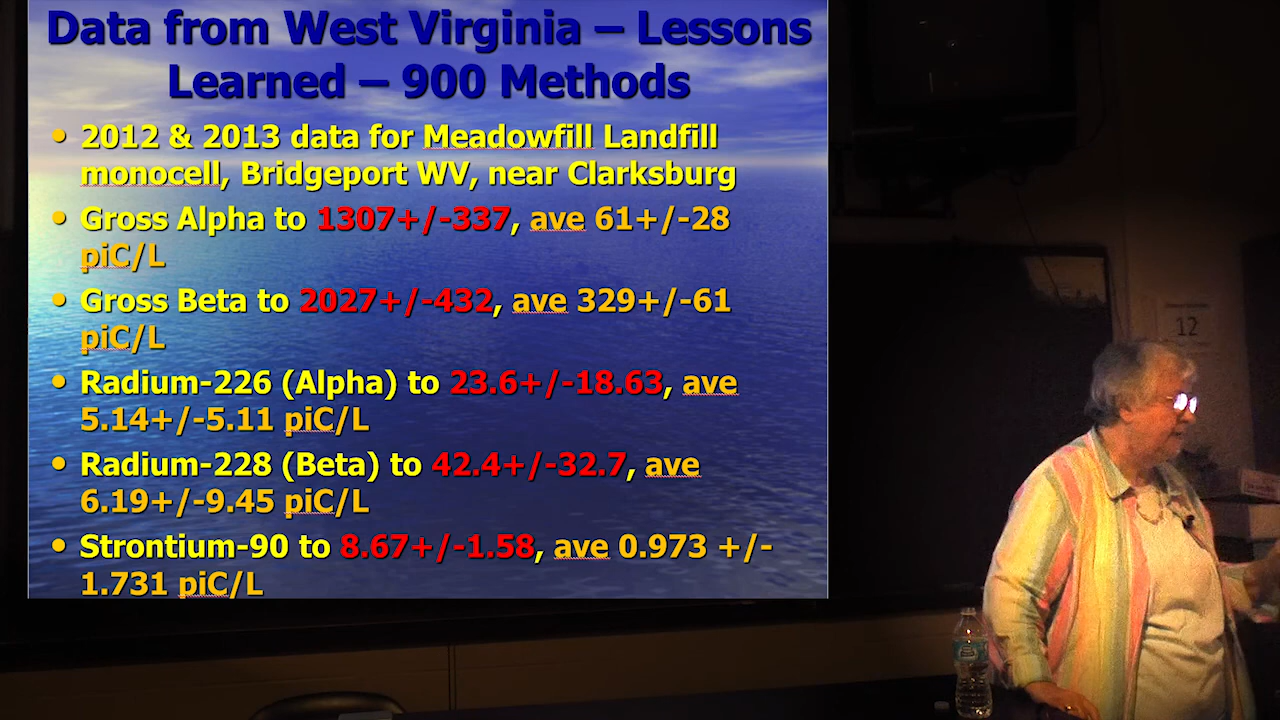 Data from West Virginia – Lessons
Learned – 900 Methods
• 2012 & 2013 data for Meadowfill Landfill
monocell, Bridgeport WV, near Clarksburg
• Gross Alpha to 1307+/-337, ave 61+/-28
piC/L
• Gross Beta to 2027+/-432, ave 329+/-61
piC/L
• Radium-226 (Alpha) to 23.6+/-18.63, ave
5.14+/-5.11 piC/L
• Radium-228 (Beta) to 42.4+/-32.7, ave
6.19+/-9.45 piC/L
• Strontium-90 to 8.67+/-1.58, ave 0.973 +/-
1.731 piC/L
12